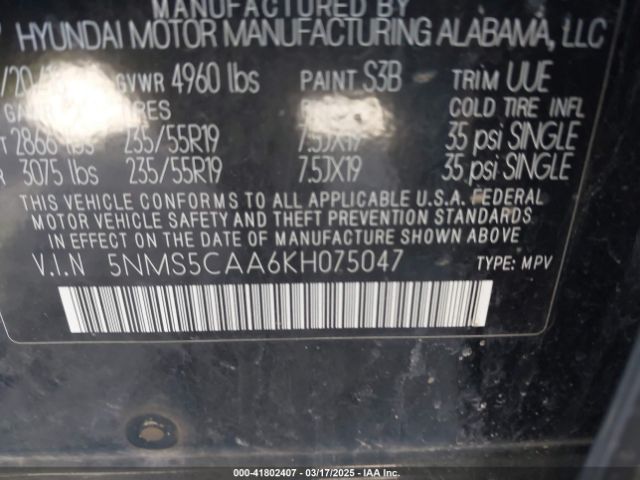 MANUFACTURED BY
HYUNDAI MOTOR MANUFACTURING ALABAMA, LLC
GVWR 4960 lbs PAINT S3B TRIM UUE
COLD TIRE INFL
2866 lbs 235/55R19 7.5JX19 35 psi SINGLE
3075 lbs 235/55R19 7.5JX19 35 psi SINGLE
THIS VEHICLE CONFORMS TO ALL APPLICABLE U.S.A. FEDERAL
MOTOR VEHICLE SAFETY AND THEFT PREVENTION STANDARDS
IN EFFECT ON THE DATE OF MANUFACTURE SHOWN ABOVE
V.I.N 5NMS5CAA6KH075047 TYPE: MPV
000-41802407 - 03/17/2025 - IAA Inc.